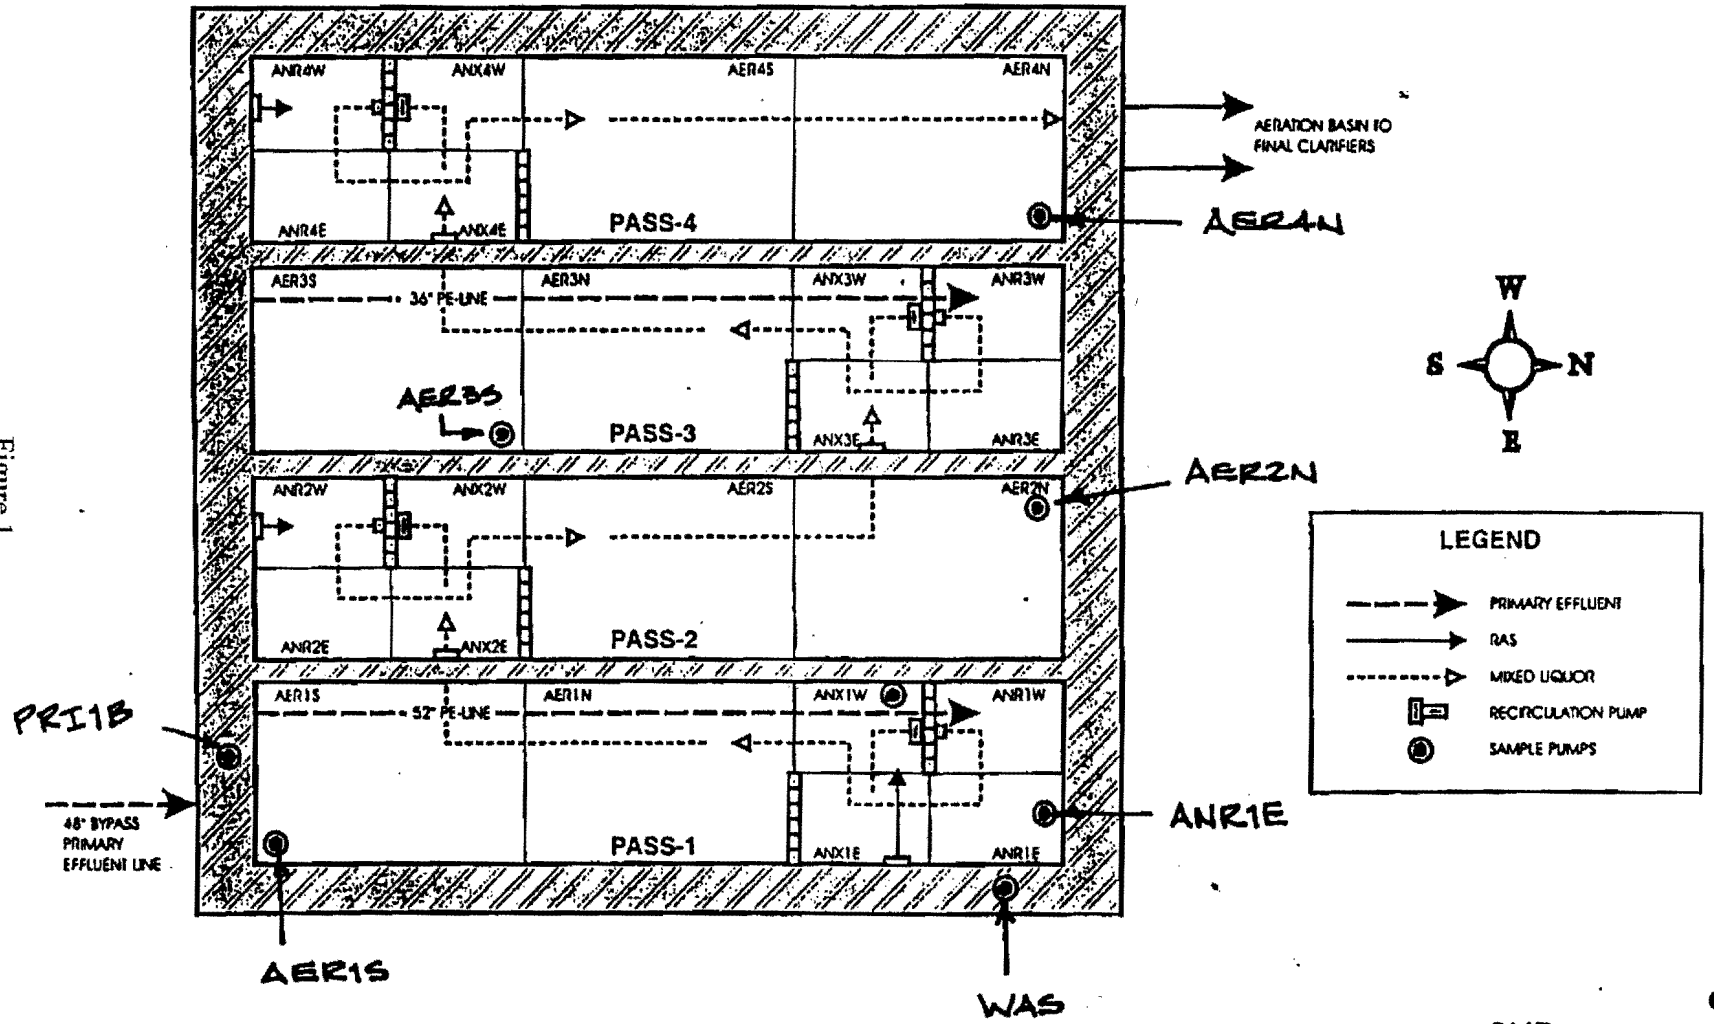 ANR4W
ANX4W
AER4S
AER4N
AERATION BASIN TO
FINAL CLARIFIERS
ANR4E
ANX4E
PASS-4
AER4N
AER3S
AER3N
ANX3W
ANR3W
36" PE-LINE
AER3S
PASS-3
ANX3E
ANR3E
W
S
N
E
ANR2W
ANX2W
AER2S
AER2N
AER2N
ANR2E
ANX2E
PASS-2
PRI1B
AER1S
AER1N
ANX1W
ANR1W
52" PE-LINE
48" BYPASS
PRIMARY
EFFLUENT LINE
PASS-1
ANX1E
ANR1E
ANR1E
AER1S
WAS
LEGEND
PRIMARY EFFLUENT
RAS
MIXED LIQUOR
RECIRCULATION PUMP
SAMPLE PUMPS
Figure 1